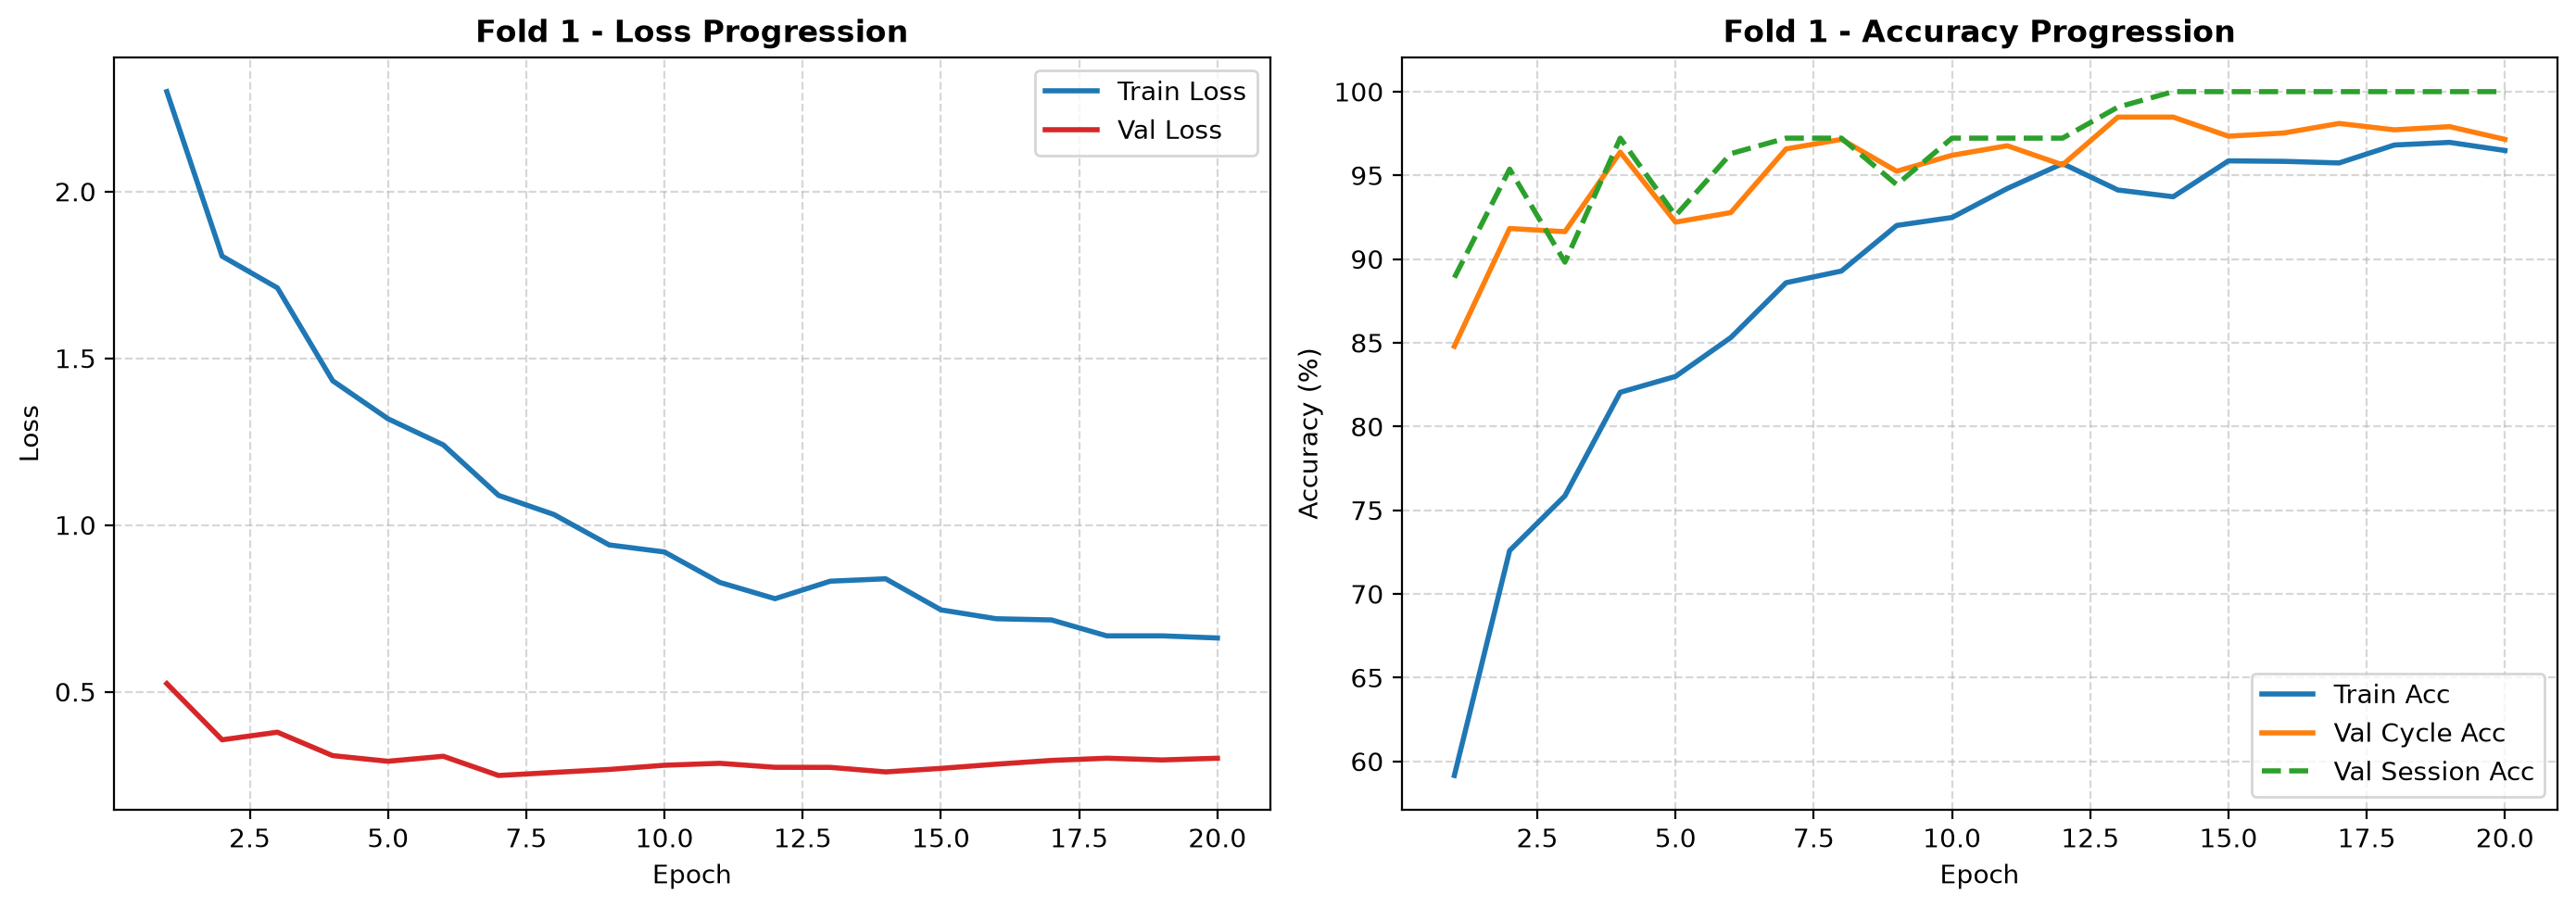 Fold 1 - Loss Progression
Train Loss
Val Loss
2.0
1.5
1.0
0.5
Loss
2.5 5.0 7.5 10.0 12.5 15.0 17.5 20.0
Epoch
Fold 1 - Accuracy Progression
100
95
90
85
80
75
70
65
60
Accuracy (%)
Train Acc
Val Cycle Acc
Val Session Acc
2.5 5.0 7.5 10.0 12.5 15.0 17.5 20.0
Epoch